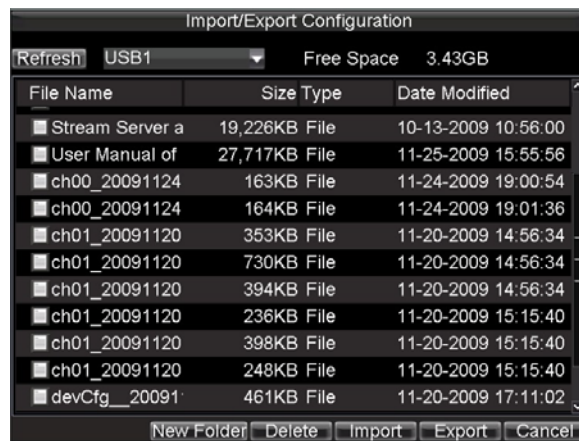 Import/Export Configuration
Refresh USB1 Free Space 3.43GB
File Name Size Type Date Modified
Stream Server a 19,226KB File 10-13-2009 10:56:00
User Manual of 27,717KB File 11-25-2009 15:55:56
ch00_20091124 163KB File 11-24-2009 19:00:54
ch00_20091124 164KB File 11-24-2009 19:01:36
ch01_20091120 353KB File 11-20-2009 14:56:34
ch01_20091120 730KB File 11-20-2009 14:56:34
ch01_20091120 394KB File 11-20-2009 14:56:34
ch01_20091120 236KB File 11-20-2009 15:15:40
ch01_20091120 398KB File 11-20-2009 15:15:40
ch01_20091120 248KB File 11-20-2009 15:15:40
devCfg__20091 461KB File 11-20-2009 17:11:02
New Folder Delete Import Export Cancel